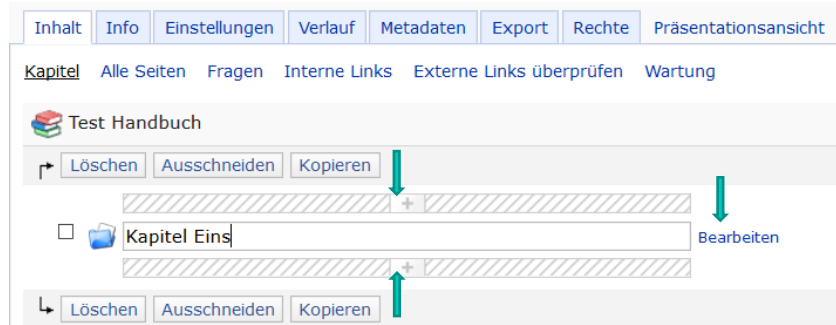 Inhalt Info Einstellungen Verlauf Metadaten Export Rechte Präsentationsansicht
Kapitel Alle Seiten Fragen Interne Links Externe Links überprüfen Wartung
Test Handbuch
Löschen Ausschneiden Kopieren
+
Kapitel Eins Bearbeiten
+
Löschen Ausschneiden Kopieren